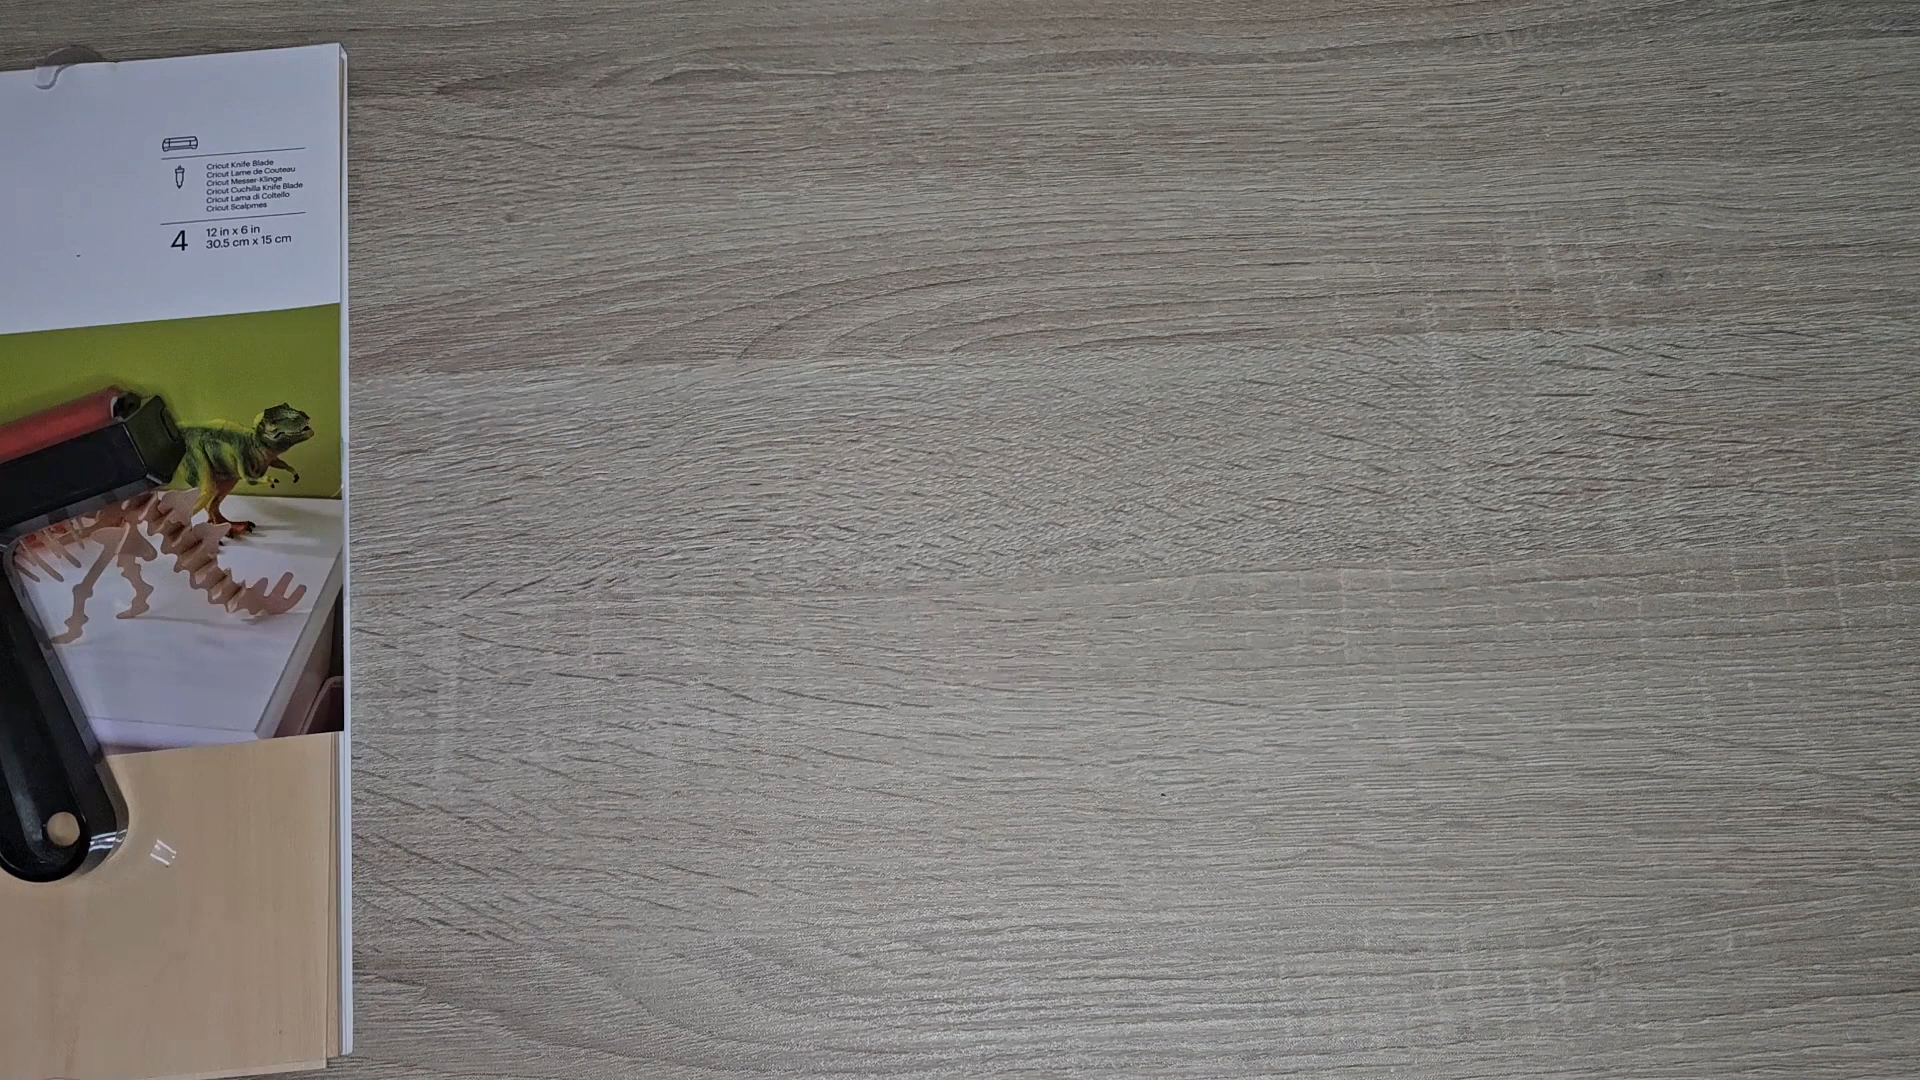 Cricut Knife Blade
Cricut Lame de Couteau
Cricut Messer-Klinge
Cricut Cuchilla Knife Blade
Cricut Lama di Coltello
Cricut Scalpmes
4
12 in x 6 in
30.5 cm x 15 cm